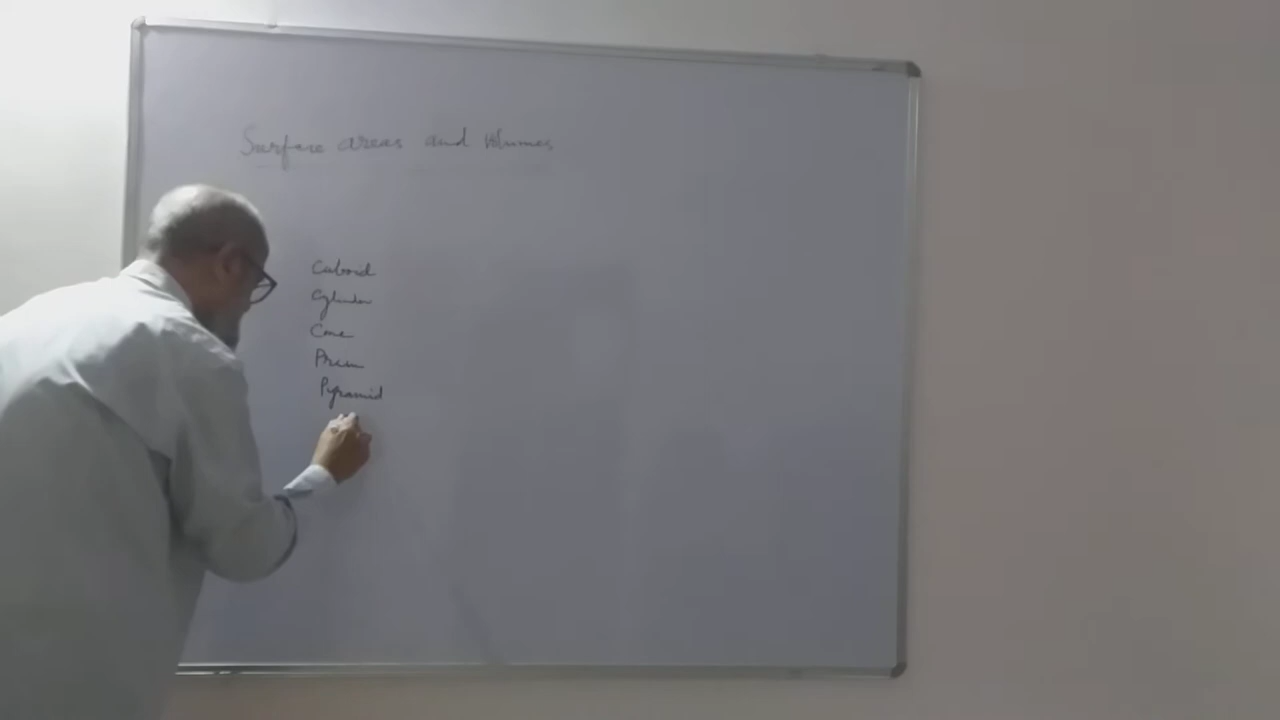 Surface areas and volumes
Cuboid
Cylinder
Cone
Prism
Pyramid